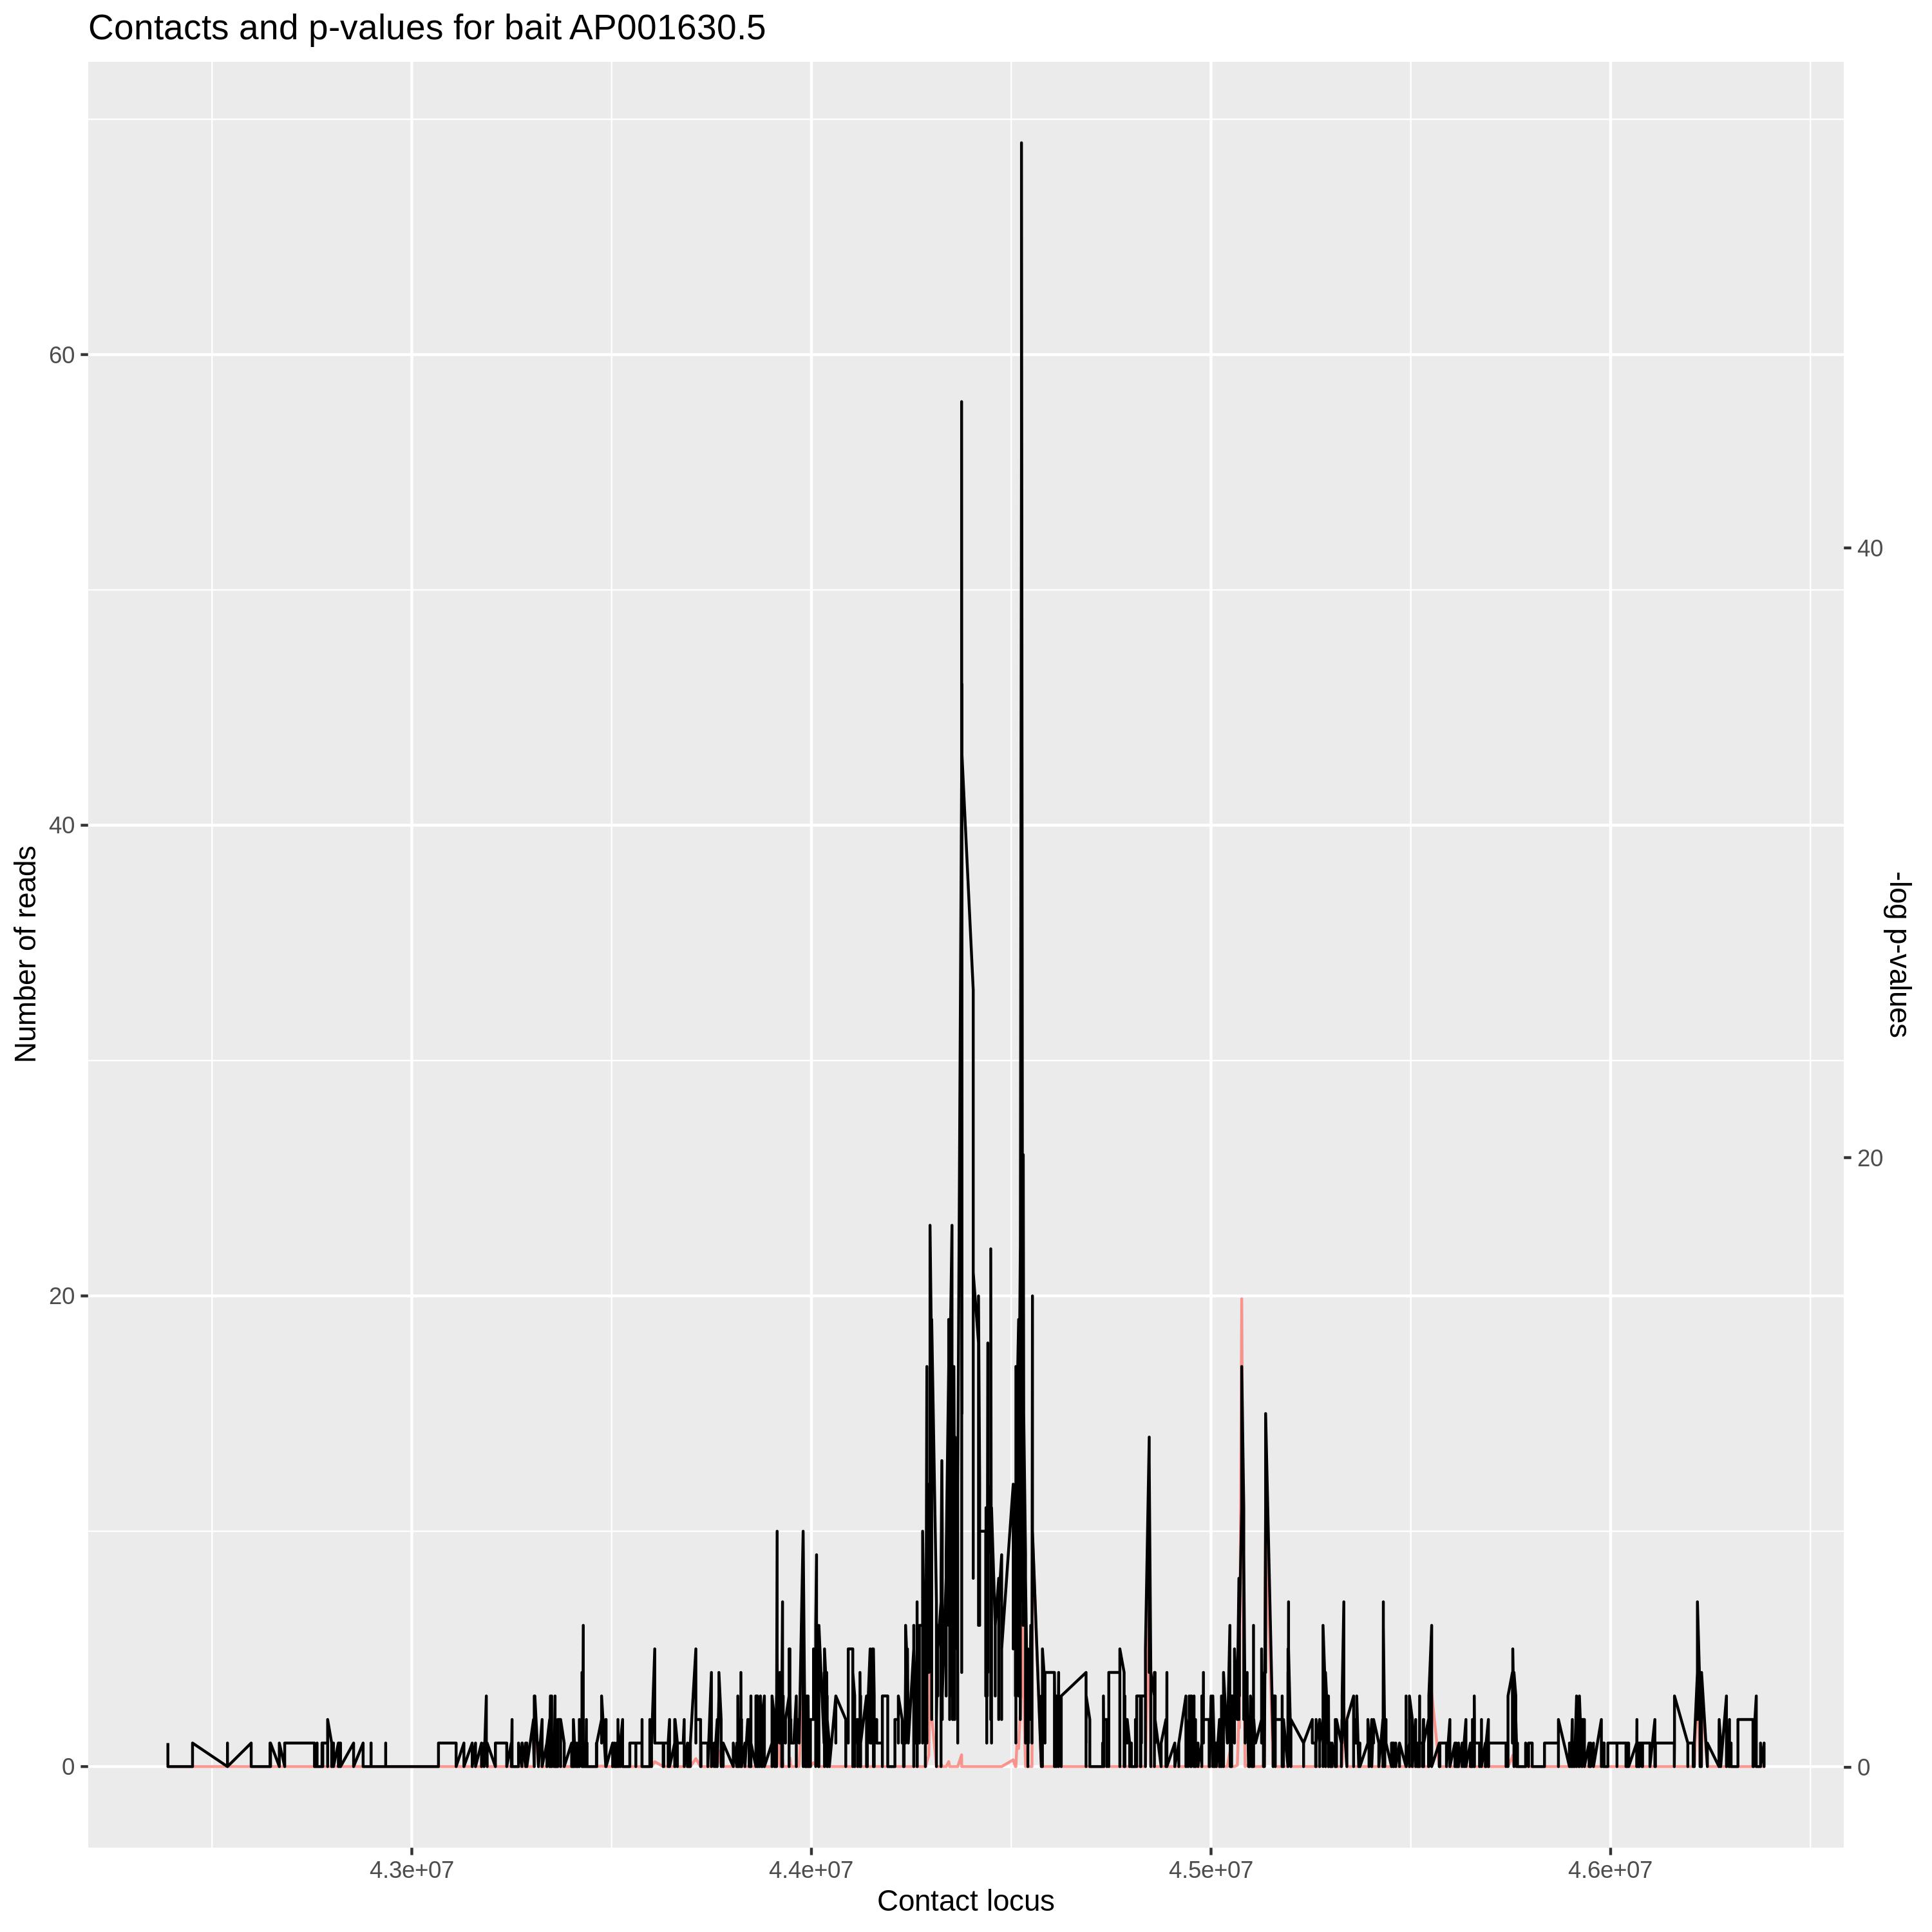 Contacts and p-values for bait AP001630.5
60
40
20
0
Number of reads
40
20
0
-log p-values
4.3e+07
4.4e+07
4.5e+07
4.6e+07
Contact locus